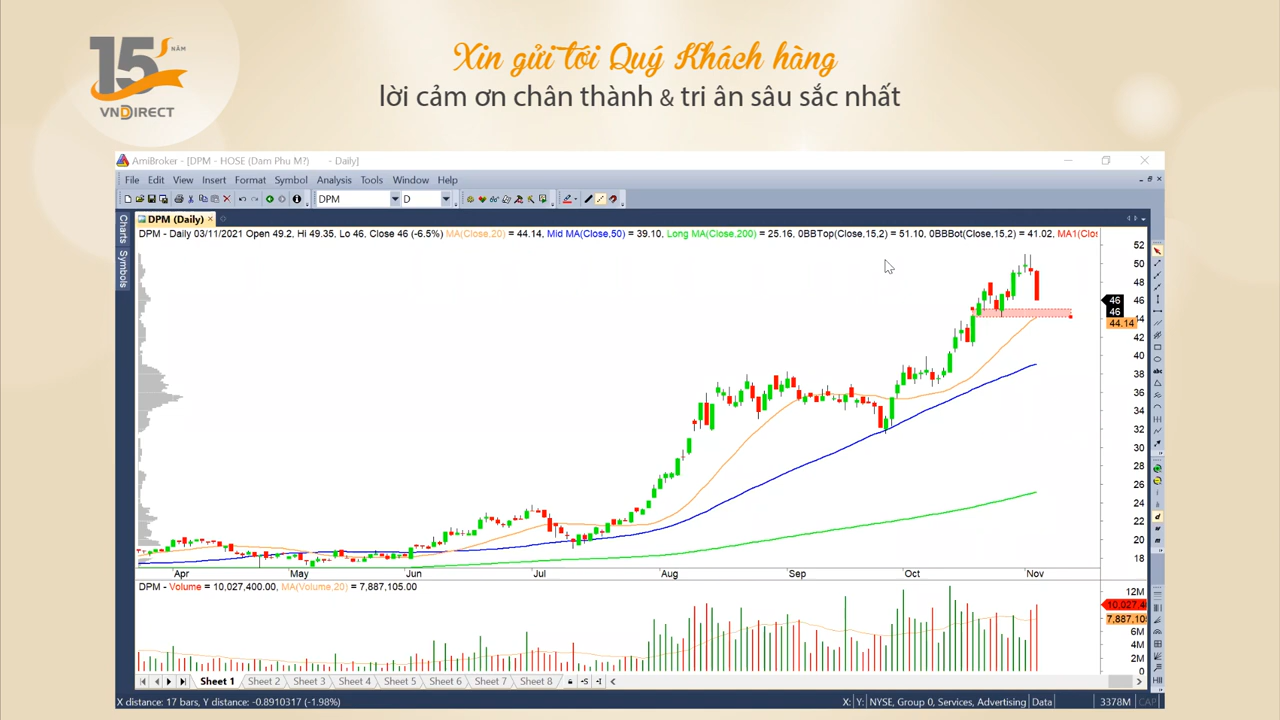 15 NĂM
VNDIRECT
Xin gửi tới Quý Khách hàng
lời cảm ơn chân thành & tri ân sâu sắc nhất
AmiBroker - [DPM - HOSE (Dam Phu M?) - Daily]
File Edit View Insert Format Symbol Analysis Tools Window Help
DPM D
DPM (Daily)
Charts
Symbols
DPM - Daily 03/11/2021 Open 49.2, Hi 49.35, Lo 46, Close 46 (-6.5%) MA(Close,20) = 44.14, Mid MA(Close,50) = 39.10, Long MA(Close,200) = 25.16, 0BBTop(Close,15,2) = 51.10, 0BBBot(Close,15,2) = 41.02, MA1(Clos
52
50
48
46
46
46
44
44.14
42
40
38
36
34
32
30
28
26
24
22
20
18
Apr May Jun Jul Aug Sep Oct Nov
DPM - Volume = 10,027,400.00, MA(Volume,20) = 7,887,105.00
12M
10,027,4
7,887,10
6M
4M
2M
0
Sheet 1 Sheet 2 Sheet 3 Sheet 4 Sheet 5 Sheet 6 Sheet 7 Sheet 8
X distance: 17 bars, Y distance: -0.8910317 (-1.98%) X: Y: NYSE, Group 0, Services, Advertising Data 3378M CAP